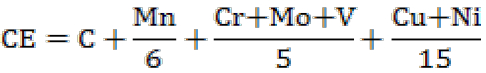 CE = C + Mn/6 + Cr+Mo+V/5 + Cu+Ni/15